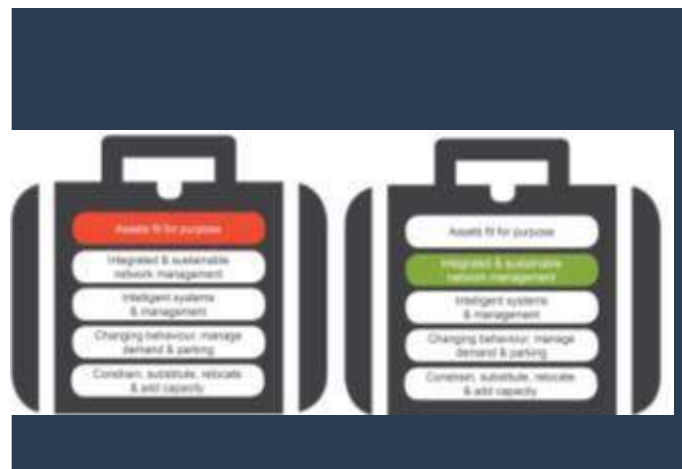 Assets fit for purpose
Integrated & sustainable
network management
Intelligent systems
& management
Changing behaviour, manage
demand & parking
Constrain, substitute, relocate
& add capacity
Assets fit for purpose
Integrated & sustainable
network management
Intelligent systems
& management
Changing behaviour, manage
demand & parking
Constrain, substitute, relocate
& add capacity